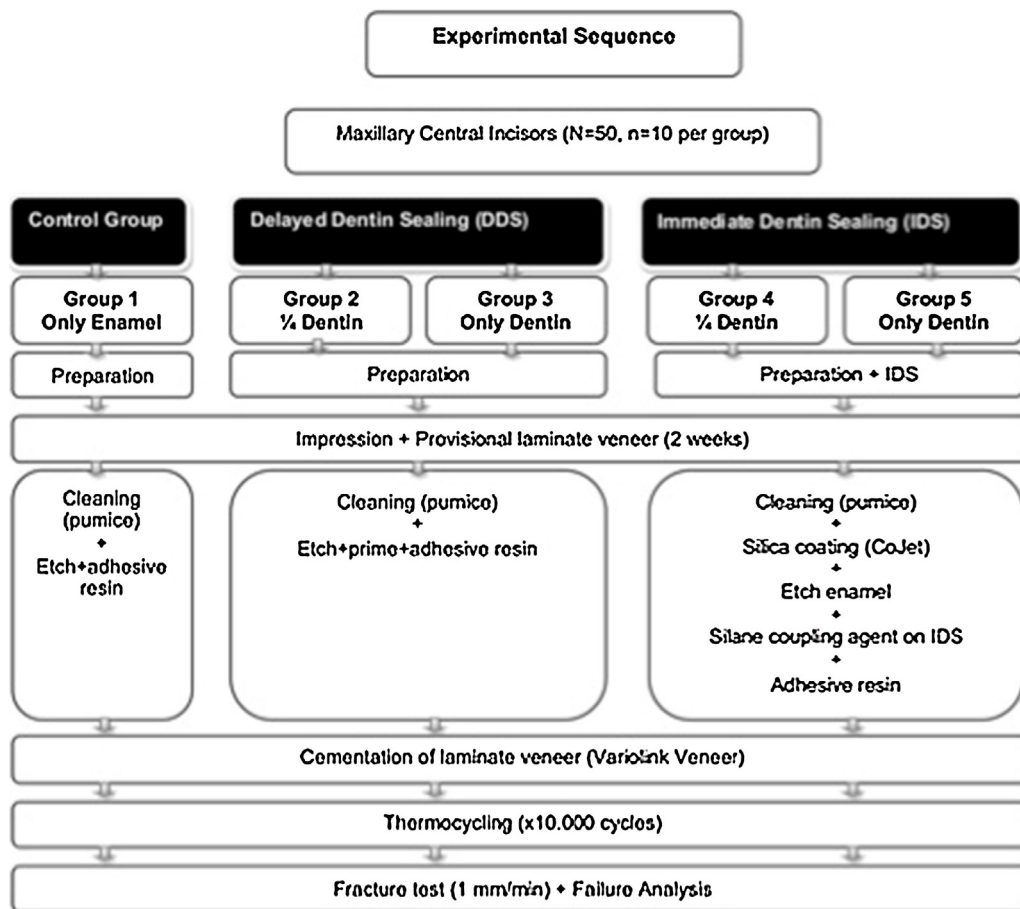 Experimental Sequence
Maxillary Central Incisors (N=50, n=10 per group)
Control Group
Delayed Dentin Sealing (DDS)
Immediate Dentin Sealing (IDS)
Group 1
Only Enamel
Group 2
¼ Dentin
Group 3
Only Dentin
Group 4
¼ Dentin
Group 5
Only Dentin
Preparation
Preparation
Preparation + IDS
Impression + Provisional laminate veneer (2 weeks)
Cleaning
(pumice)
+
Etch+adhesive
resin
Cleaning (pumice)
+
Etch+prime+adhesive resin
Cleaning (pumice)
+
Silica coating (CoJet)
+
Etch enamel
+
Silane coupling agent on IDS
+
Adhesive resin
Cementation of laminate veneer (Variolink Veneer)
Thermocycling (x10.000 cycles)
Fracture test (1 mm/min) + Failure Analysis